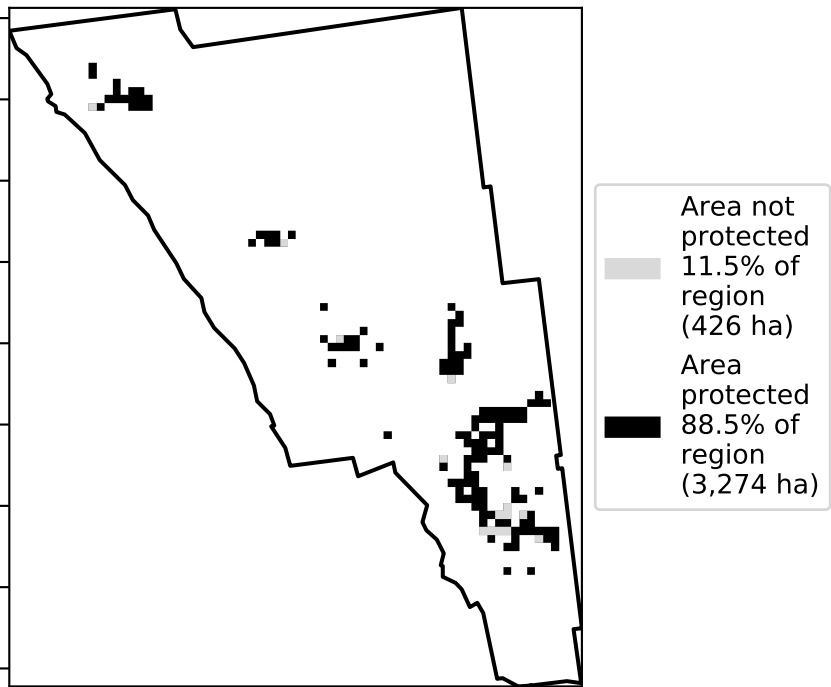 Area not
protected
11.5% of
region
(426 ha)
Area
protected
88.5% of
region
(3,274 ha)